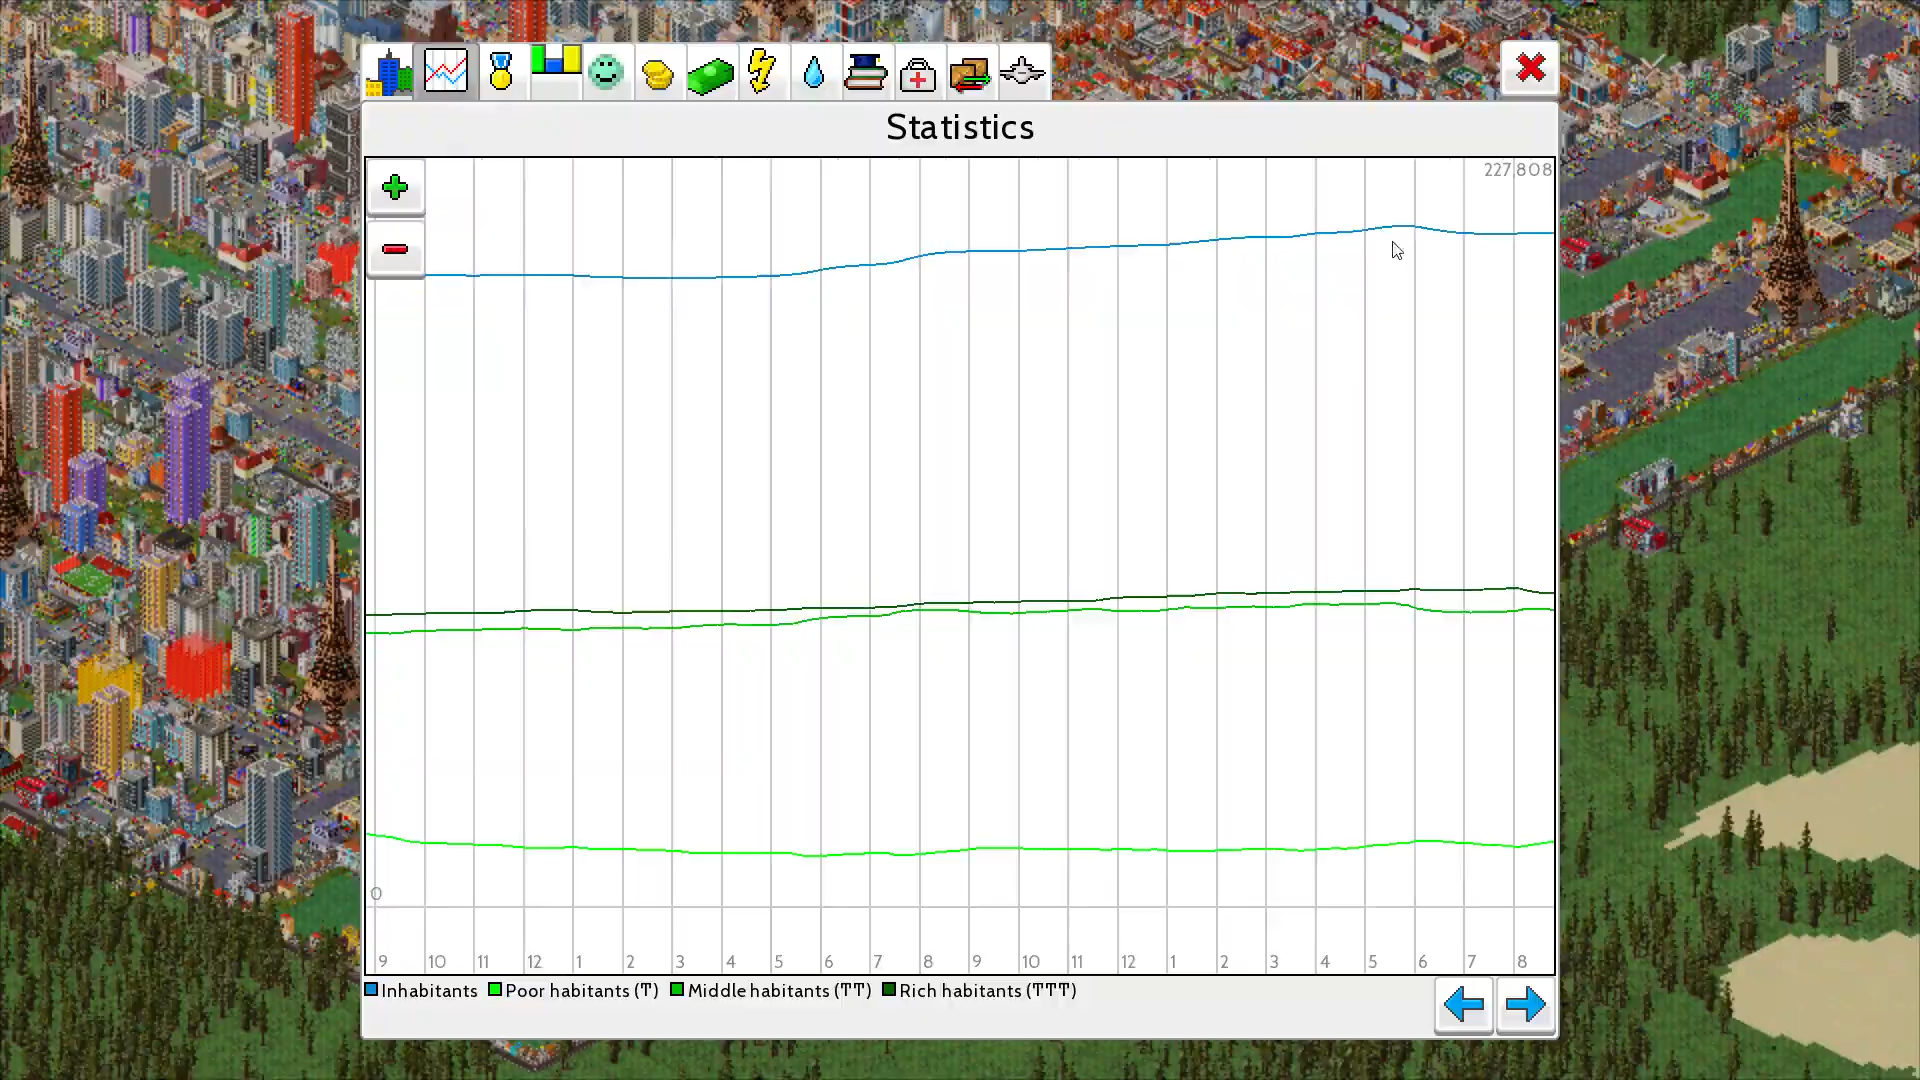 Statistics
227,808
0
9 10 11 12 1 2 3 4 5 6 7 8 9 10 11 12 1 2 3 4 5 6 7 8
Inhabitants Poor habitants (T) Middle habitants (TT) Rich habitants (TTT)